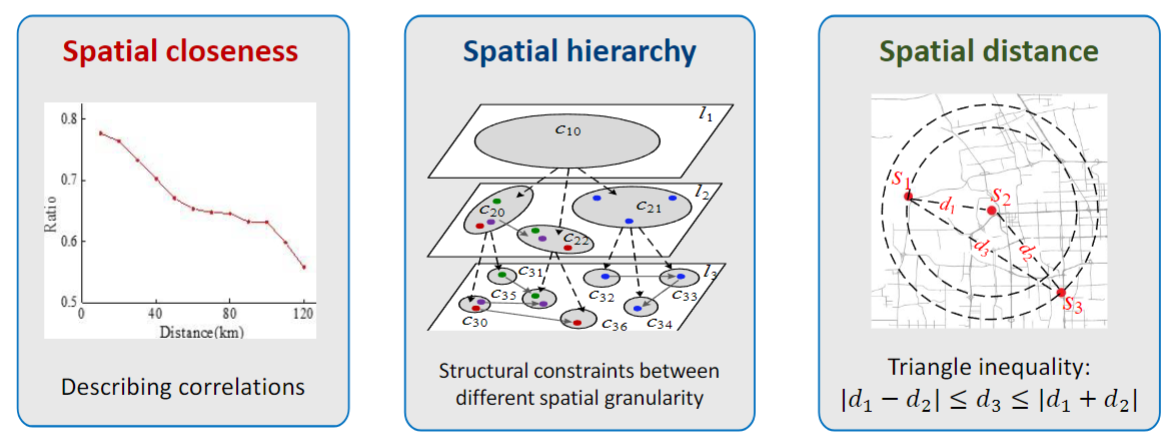 Spatial closeness
0.8
0.7
0.6
0.5
Ratio
0 40 80 120
Distance(km)
Describing correlations
Spatial hierarchy
l₁
c₁₀
l₂
c₂₀
c₂₁
c₂₂
l₃
c₃₁
c₃₅
c₃₂
c₃₃
c₃₀
c₃₆
c₃₄
Structural constraints between
different spatial granularity
Spatial distance
S₁
S₂
d₁
d₃
d₂
S₃
Triangle inequality:
|d₁ − d₂| ≤ d₃ ≤ |d₁ + d₂|